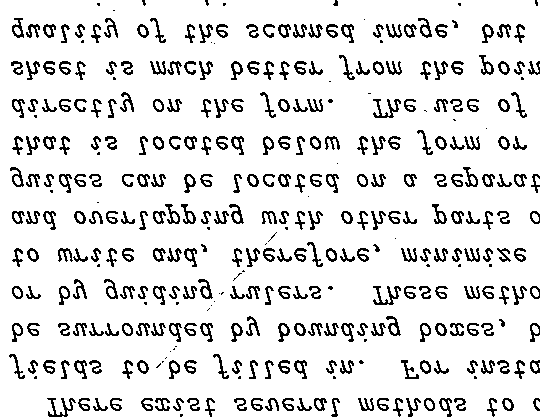 There exist several methods to d
fields to be filled in. For insta
be surrounded by bounding boxes, b
or by guiding rulers. These metho
to write and, therefore, minimize
and overlapping with other parts o
guides can be located on a separat
that is located below the form or
directly on the form. The use of
sheet is much better from the poin
quality of the scanned image, but